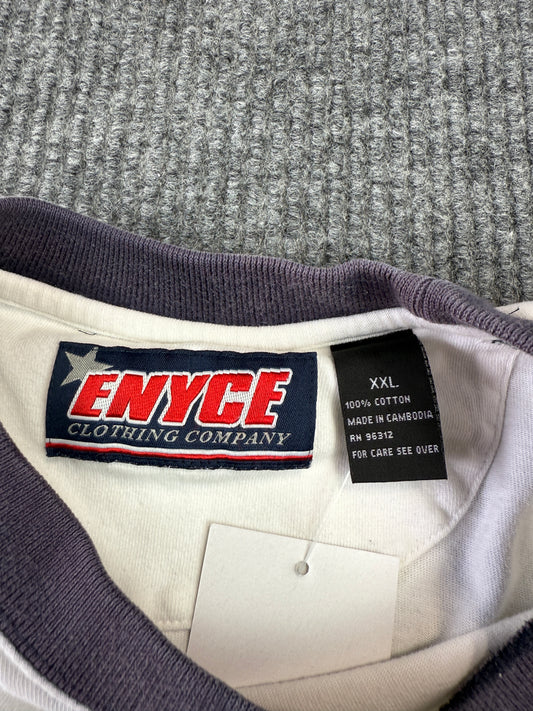 ENYCE
CLOTHING COMPANY
XXL
100% COTTON
MADE IN CAMBODIA
RN 96312
FOR CARE SEE OVER